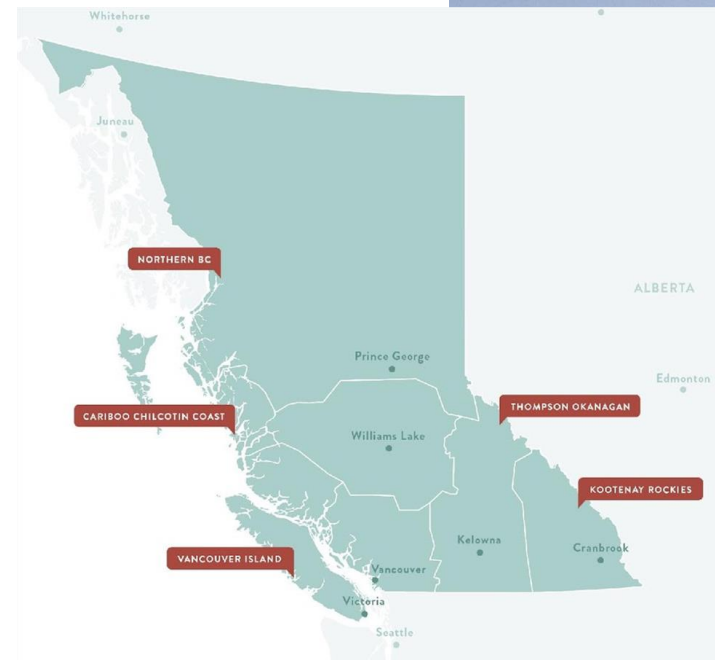 Whitehorse
Juneau
NORTHERN BC
ALBERTA
Prince George
Edmonton
THOMPSON OKANAGAN
CARIBOO CHILCOTIN COAST
Williams Lake
KOOTENAY ROCKIES
Kelowna
Cranbrook
VANCOUVER ISLAND
Vancouver
Victoria
Seattle